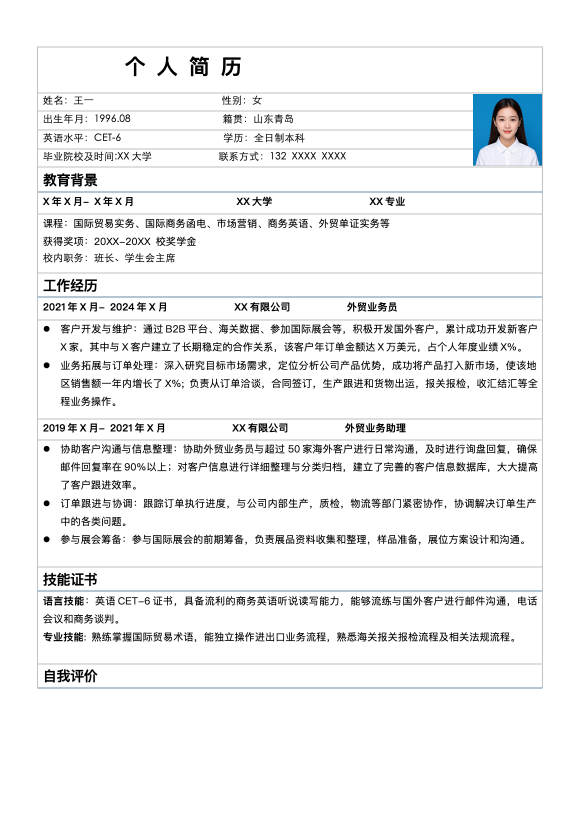 个 人 简 历
姓名：王一 性别：女
出生年月：1996.08 籍贯：山东青岛
英语水平：CET-6 学历：全日制本科
毕业院校及时间:XX 大学 联系方式：132 XXXX XXXX
教育背景
X 年 X 月– X 年 X 月 XX 大学 XX 专业
课程：国际贸易实务、国际商务函电、市场营销、商务英语、外贸单证实务等
获得奖项：20XX–20XX 校奖学金
校内职务：班长、学生会主席
工作经历
2021 年 X 月– 2024 年 X 月 XX 有限公司 外贸业务员
● 客户开发与维护：通过 B2B 平台、海关数据、参加国际展会等，积极开发国外客户，累计成功开发新客户
X 家，其中与 X 客户建立了长期稳定的合作关系，该客户年订单金额达 X 万美元，占个人年度业绩 X%。
● 业务拓展与订单处理：深入研究目标市场需求，定位分析公司产品优势，成功将产品打入新市场，使该地
区销售额一年内增长了 X%；负责从订单洽谈，合同签订，生产跟进和货物出运，报关报检，收汇结汇等全
程业务操作。
2019 年 X 月– 2021 年 X 月 XX 有限公司 外贸业务助理
● 协助客户沟通与信息整理：协助外贸业务员与超过 50 家海外客户进行日常沟通，及时进行询盘回复，确保
邮件回复率在 90%以上；对客户信息进行详细整理与分类归档，建立了完善的客户信息数据库，大大提高
了客户跟进效率。
● 订单跟进与协调：跟踪订单执行进度，与公司内部生产，质检，物流等部门紧密协作，协调解决订单生产
中的各类问题。
● 参与展会筹备：参与国际展会的前期筹备，负责展品资料收集和整理，样品准备，展位方案设计和沟通。
技能证书
语言技能：英语 CET–6 证书，具备流利的商务英语听说读写能力，能够流练与国外客户进行邮件沟通，电话
会议和商务谈判。
专业技能: 熟练掌握国际贸易术语，能独立操作进出口业务流程，熟悉海关报关报检流程及相关法规流程。
自我评价